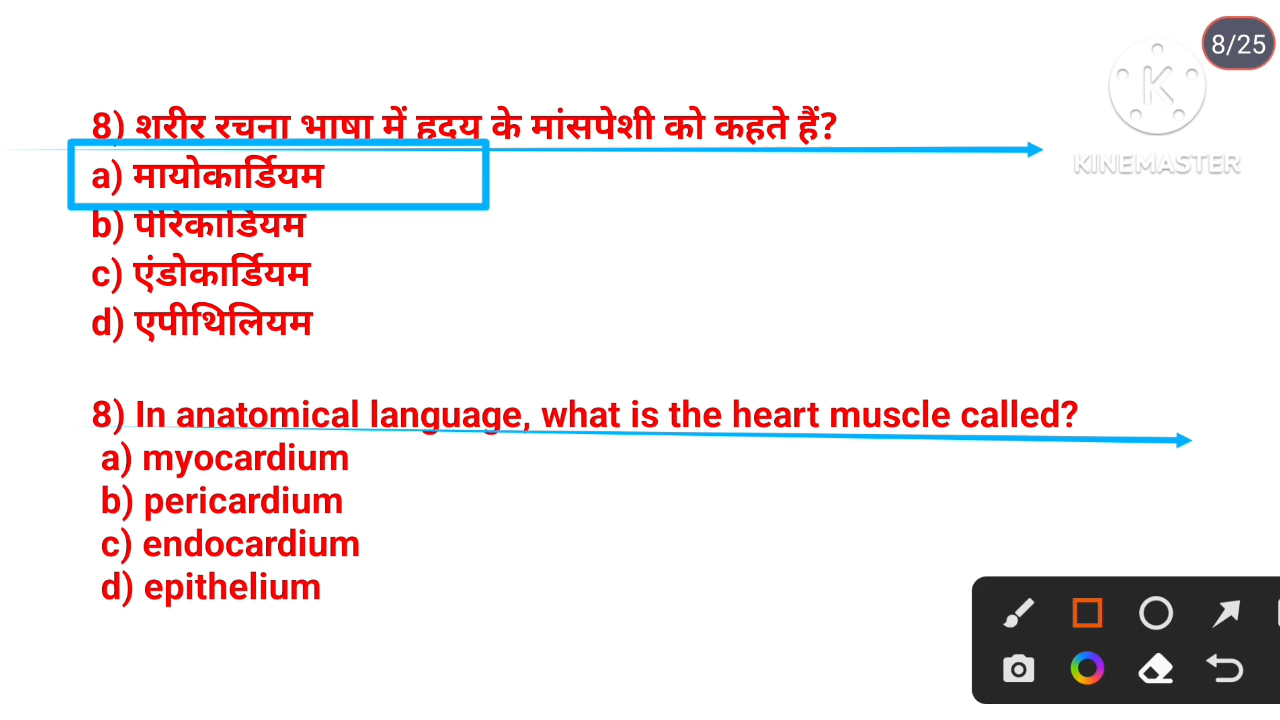 8/25
KINEMASTER
8) शरीर रचना भाषा में हृदय के मांसपेशी को कहते हैं?
a) मायोकार्डियम
b) पेरिकार्डियम
c) एंडोकार्डियम
d) एपीथिलियम
8) In anatomical language, what is the heart muscle called?
a) myocardium
b) pericardium
c) endocardium
d) epithelium